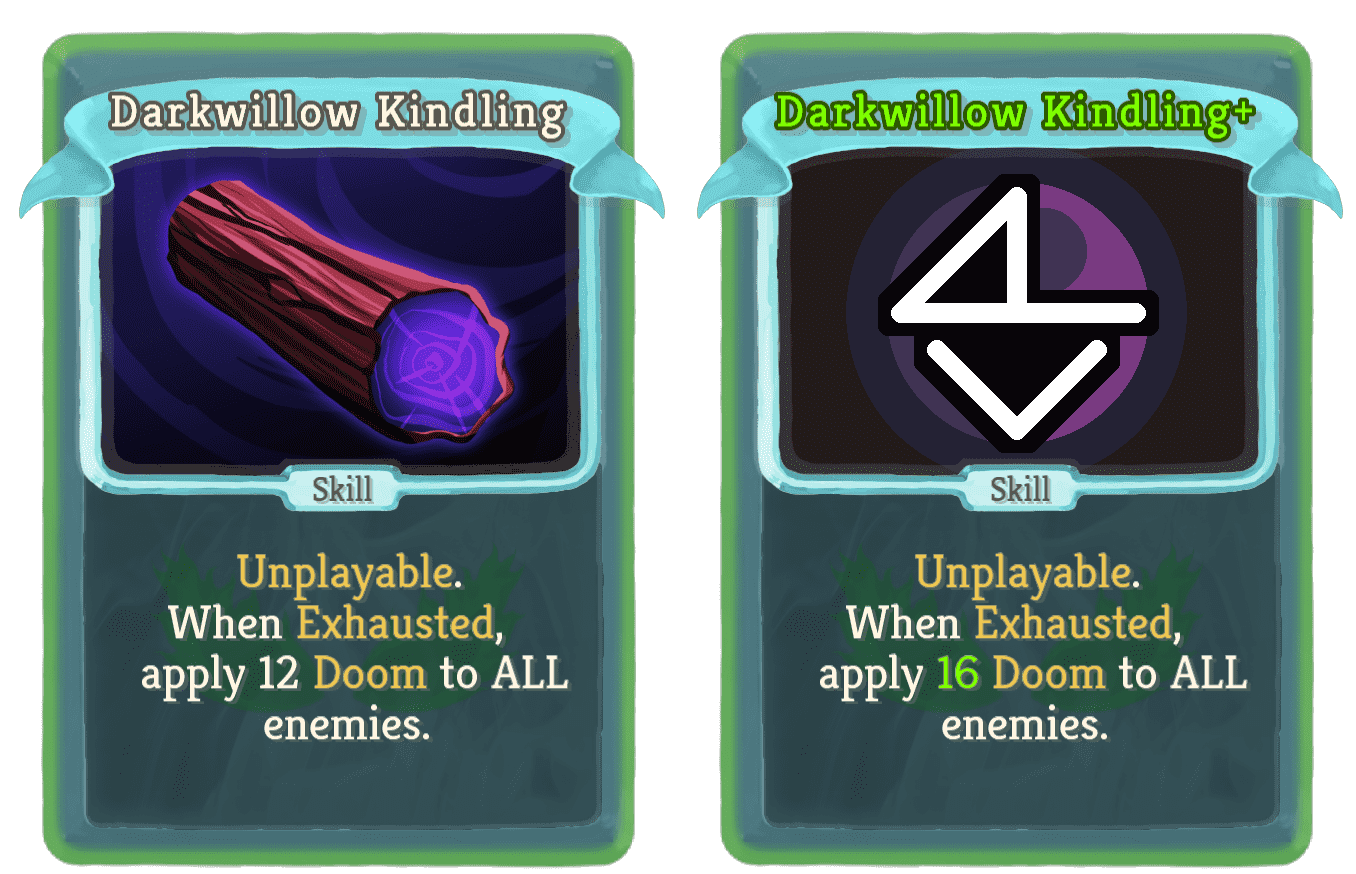 Darkwillow Kindling
Skill
Unplayable.
When Exhausted,
apply 12 Doom to ALL
enemies.
Darkwillow Kindling+
Skill
Unplayable.
When Exhausted,
apply 16 Doom to ALL
enemies.